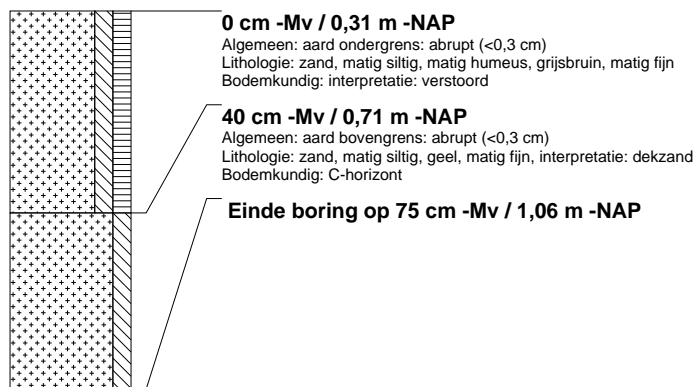 0 cm -Mv / 0,31 m -NAP
Algemeen: aard ondergrens: abrupt (<0,3 cm)
Lithologie: zand, matig siltig, matig humeus, grijsbruin, matig fijn
Bodemkundig: interpretatie: verstoord
40 cm -Mv / 0,71 m -NAP
Algemeen: aard bovengrens: abrupt (<0,3 cm)
Lithologie: zand, matig siltig, geel, matig fijn, interpretatie: dekzand
Bodemkundig: C-horizont
Einde boring op 75 cm -Mv / 1,06 m -NAP